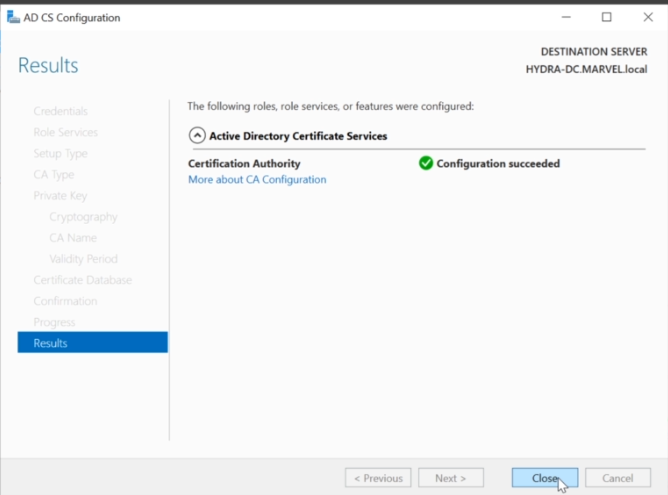 AD CS Configuration
Results
DESTINATION SERVER
HYDRA-DC.MARVEL.local
Credentials
Role Services
Setup Type
CA Type
Private Key
Cryptography
CA Name
Validity Period
Certificate Database
Confirmation
Progress
Results
The following roles, role services, or features were configured:
Active Directory Certificate Services
Certification Authority Configuration succeeded
More about CA Configuration
< Previous Next > Close Cancel